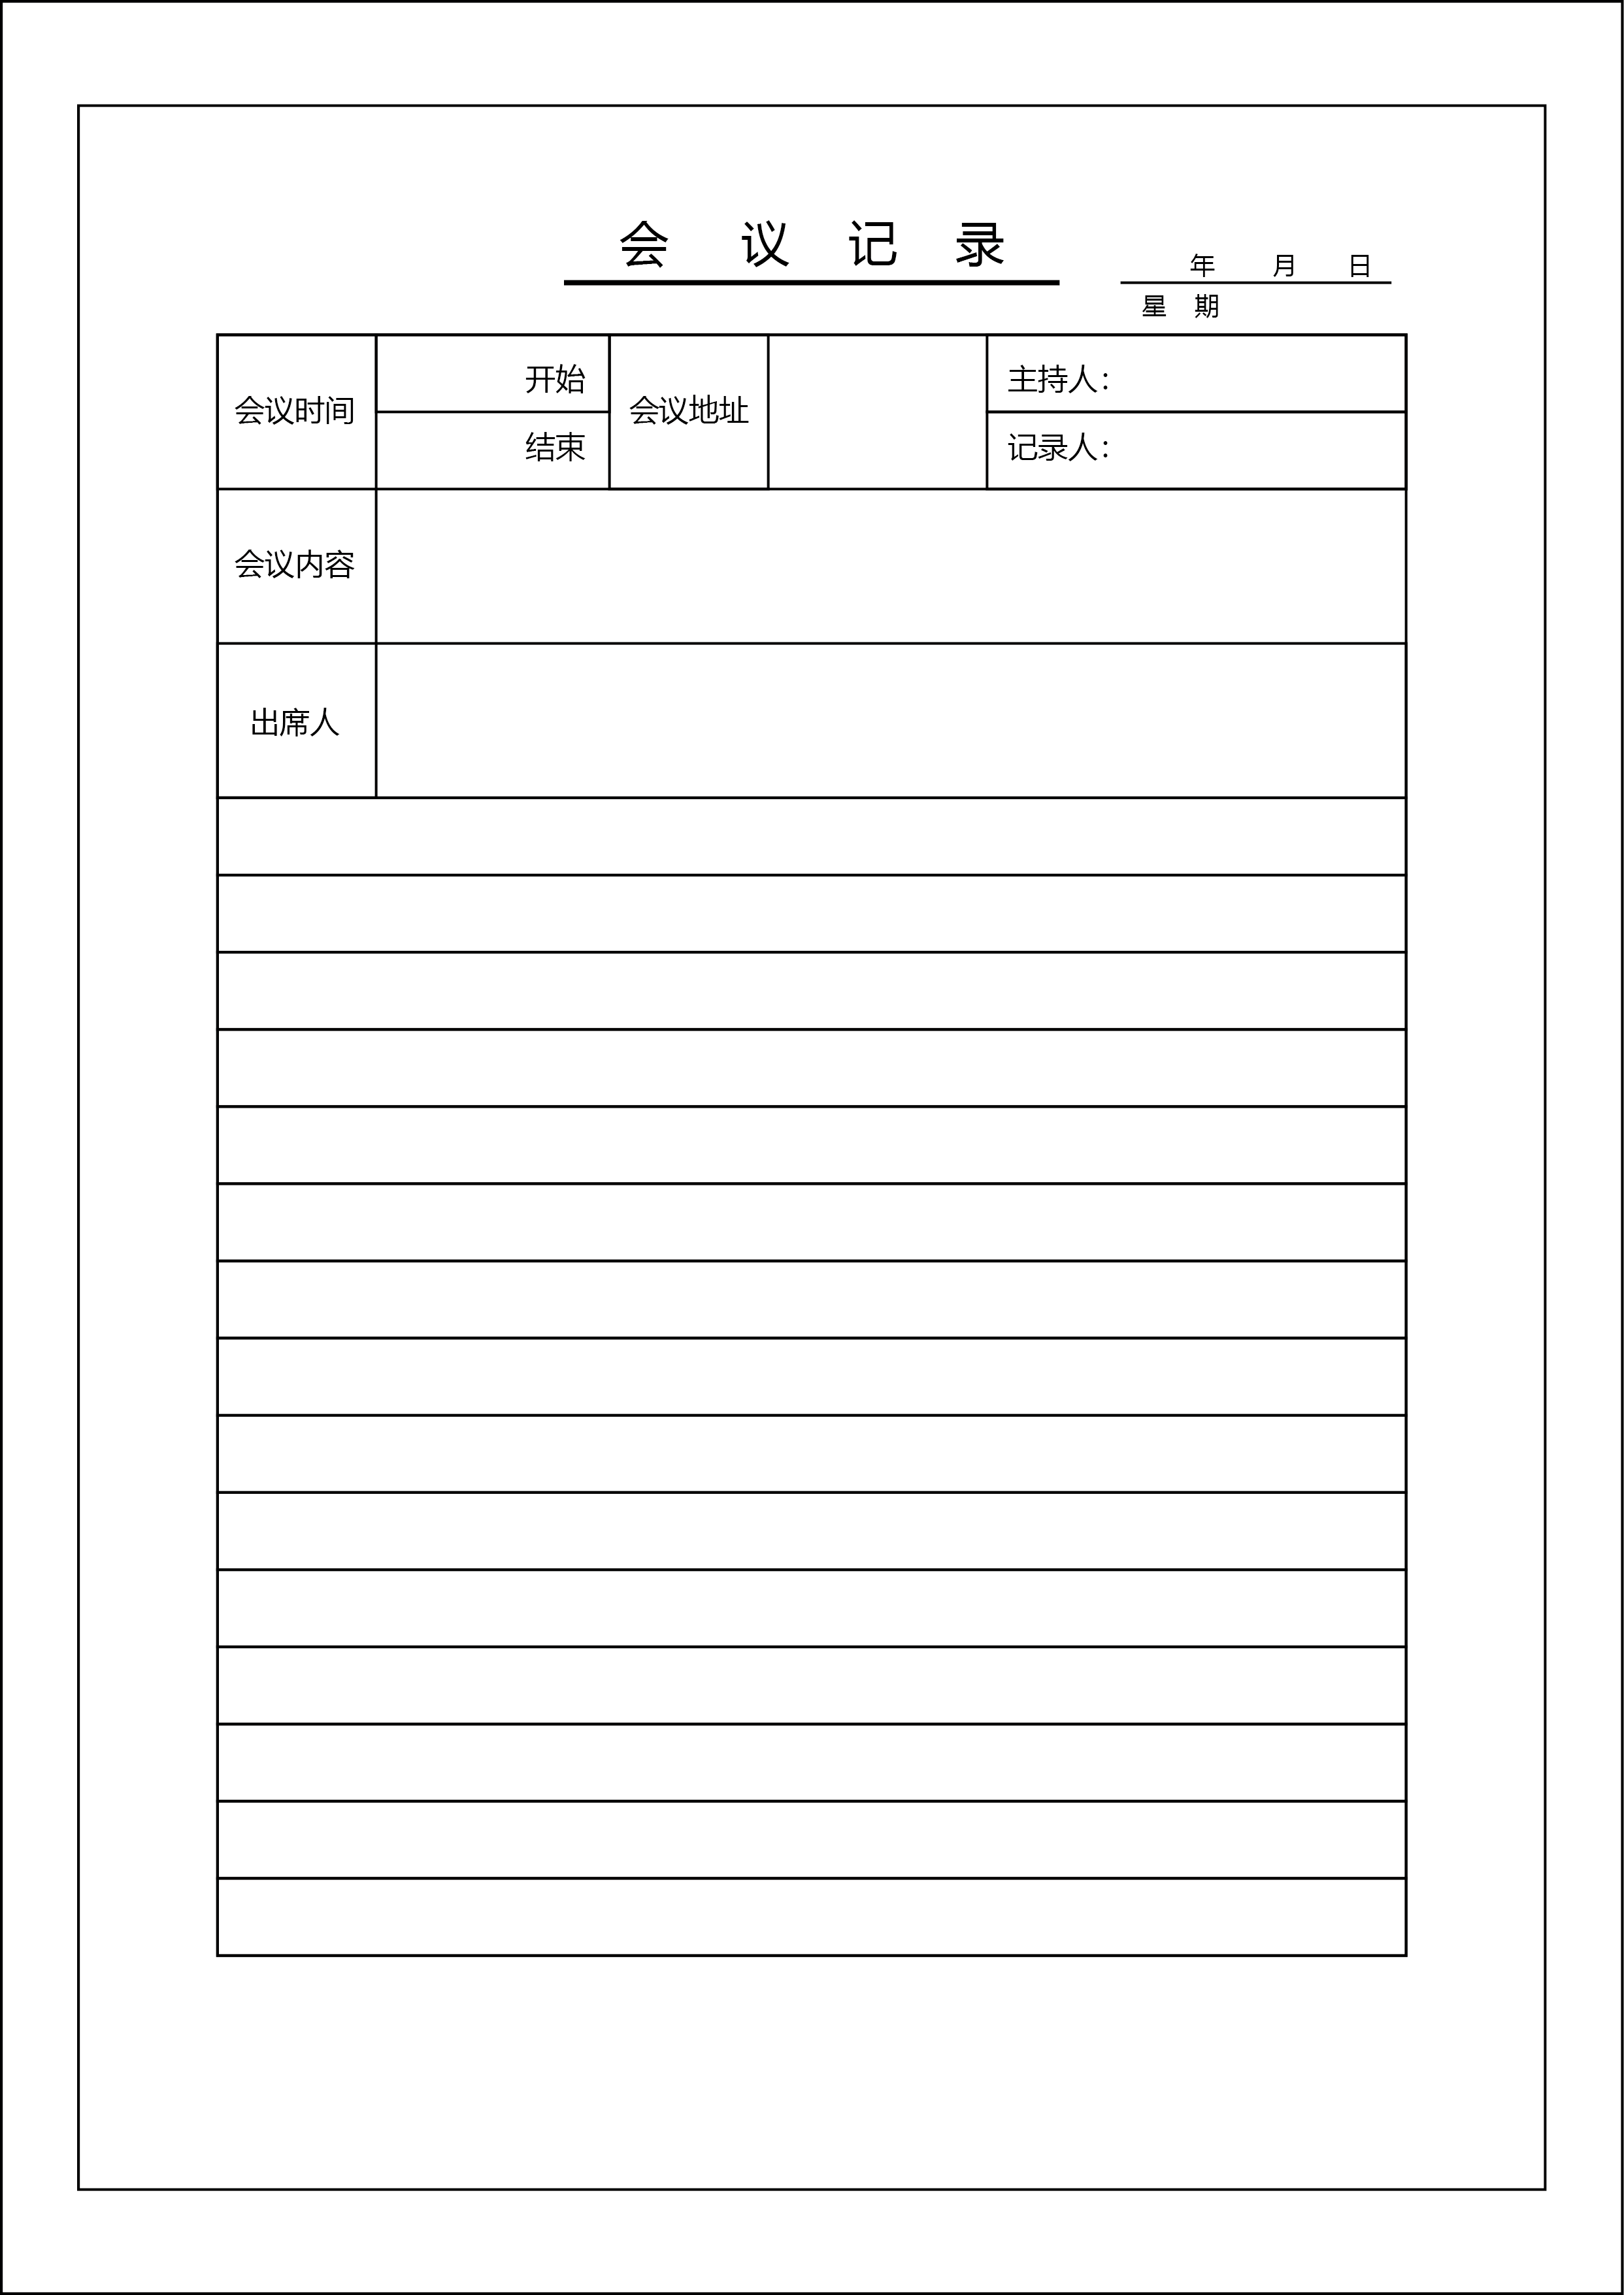 会 议 记 录
年 月 日
星 期
会议时间 开始 会议地址 主持人：
结束 记录人：
会议内容
出席人